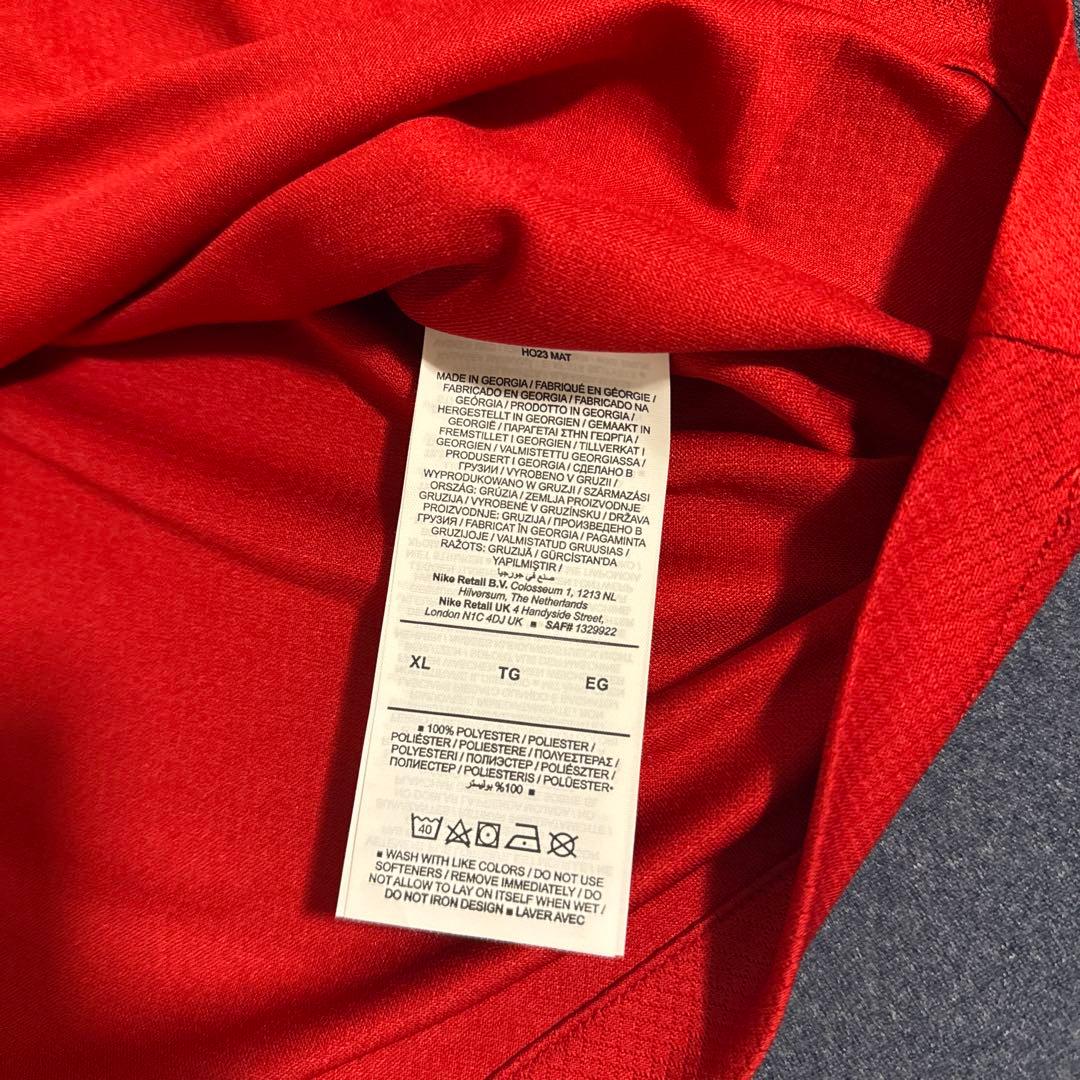 HO23 MAT
MADE IN GEORGIA / FABRIQUÉ EN GÉORGIE /
FABRICADO EN GEORGIA / FABRICADO NA
GEÓRGIA / PRODOTTO IN GEORGIA /
HERGESTELLT IN GEORGIEN / GEMAAKT IN
GEORGIË / ΠΑΡΑΓΕΤΑΙ ΣΤΗΝ ΓΕΩΡΓΙΑ /
FREMSTILLET I GEORGIEN / TILLVERKAT I
GEORGIEN / VALMISTETTU GEORGIASSA /
PRODUSERT I GEORGIA / СДЕЛАНО В
ГРУЗИИ / VYROBENO V GRUZII /
WYPRODUKOWANO W GRUZJI / SZÁRMAZÁSI
ORSZÁG: GRÚZIA / ZEMLJA PROIZVODNJE
GRUZIJA / VYROBENÉ V GRUZÍNSKU / DRŽAVA
PROIZVODNJE: GRUZIJA / ПРОИЗВЕДЕНО В
ГРУЗИЯ / FABRICAT ÎN GEORGIA / PAGAMINTA
GRUZIJOJE / VALMISTATUD GRUUSIAS /
RAŽOTS: GRUZIJĀ / GÜRCİSTAN'DA
YAPILMIŞTIR /
صنع في جورجيا
Nike Retail B.V. Colosseum 1, 1213 NL
Hilversum, The Netherlands
Nike Retail UK 4 Handyside Street,
London N1C 4DJ UK ■ SAF# 1329922
XL TG EG
■ 100% POLYESTER / POLIESTER /
POLIÉSTER / POLIESTERE / ΠΟΛΥΕΣΤΕΡΑΣ /
POLYESTERI / ПОЛИЭСТЕР / POLIÉSZTER /
ПОЛИЕСТЕР / POLIESTERIS / POLÜESTER
100% بوليستر ■
40
■ WASH WITH LIKE COLORS / DO NOT USE
SOFTENERS / REMOVE IMMEDIATELY / DO
NOT ALLOW TO LAY ON ITSELF WHEN WET /
DO NOT IRON DESIGN ■ LAVER AVEC